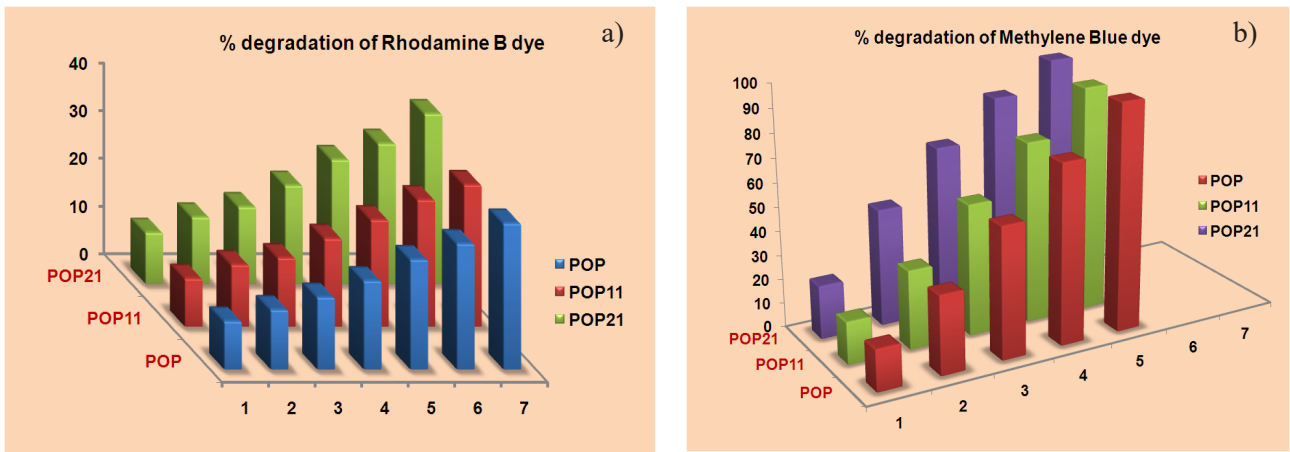 % degradation of Rhodamine B dye
a)
40
30
20
10
0
POP21
POP11
POP
1 2 3 4 5 6 7
POP
POP11
POP21
% degradation of Methylene Blue dye
b)
100
90
80
70
60
50
40
30
20
10
0
POP21
POP11
POP
1 2 3 4 5 6 7
POP
POP11
POP21